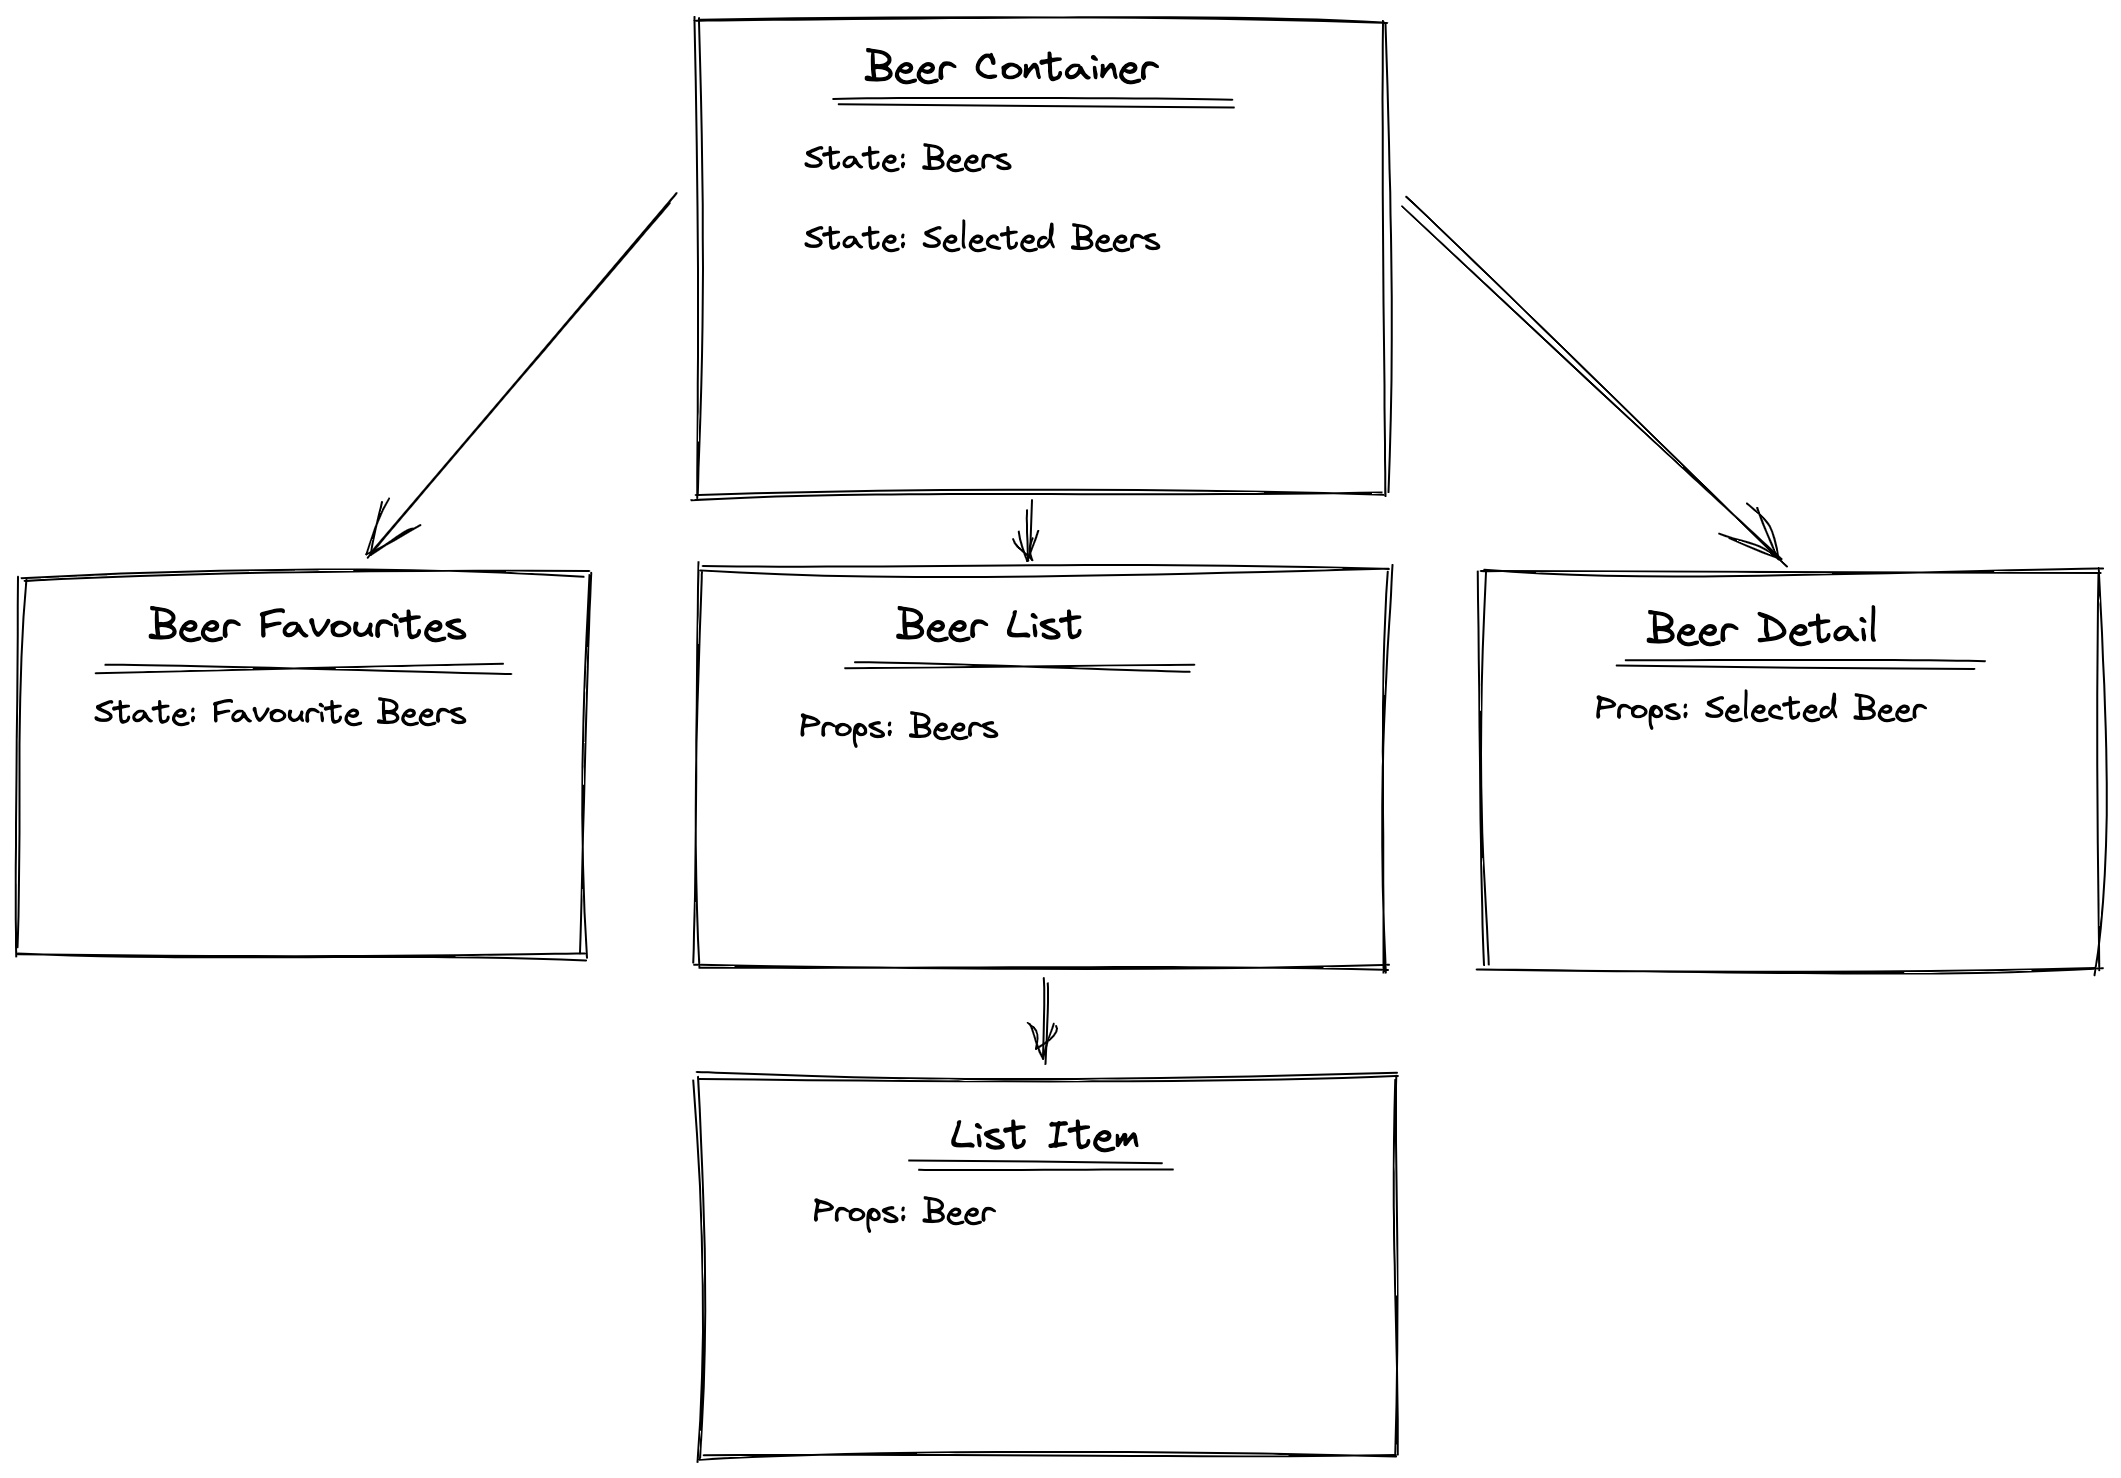 Beer Container
State: Beers
State: Selected Beers
Beer Favourites
State: Favourite Beers
Beer List
Props: Beers
Beer Detail
Props: Selected Beer
List Item
Props: Beer